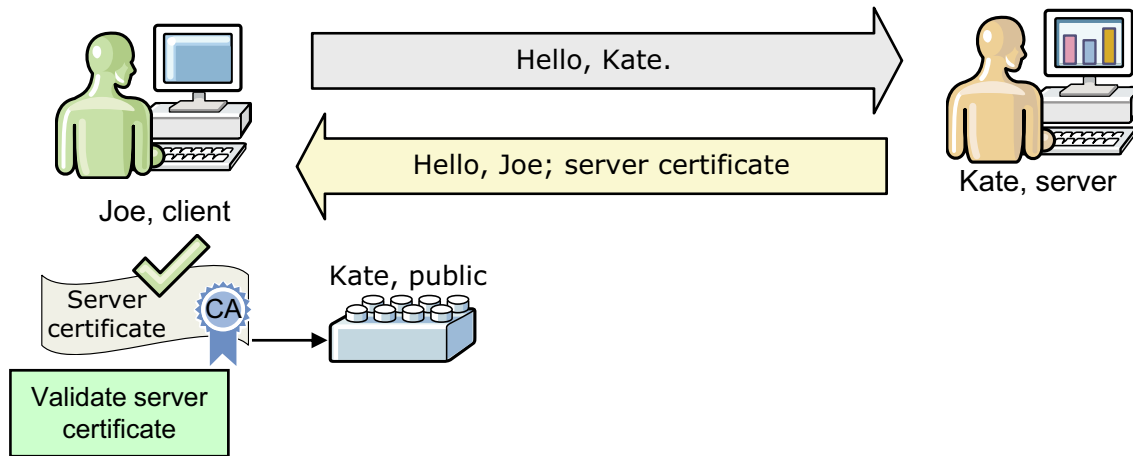 Hello, Kate.
Hello, Joe; server certificate
Joe, client
Kate, server
Server
certificate
CA
Kate, public
Validate server
certificate